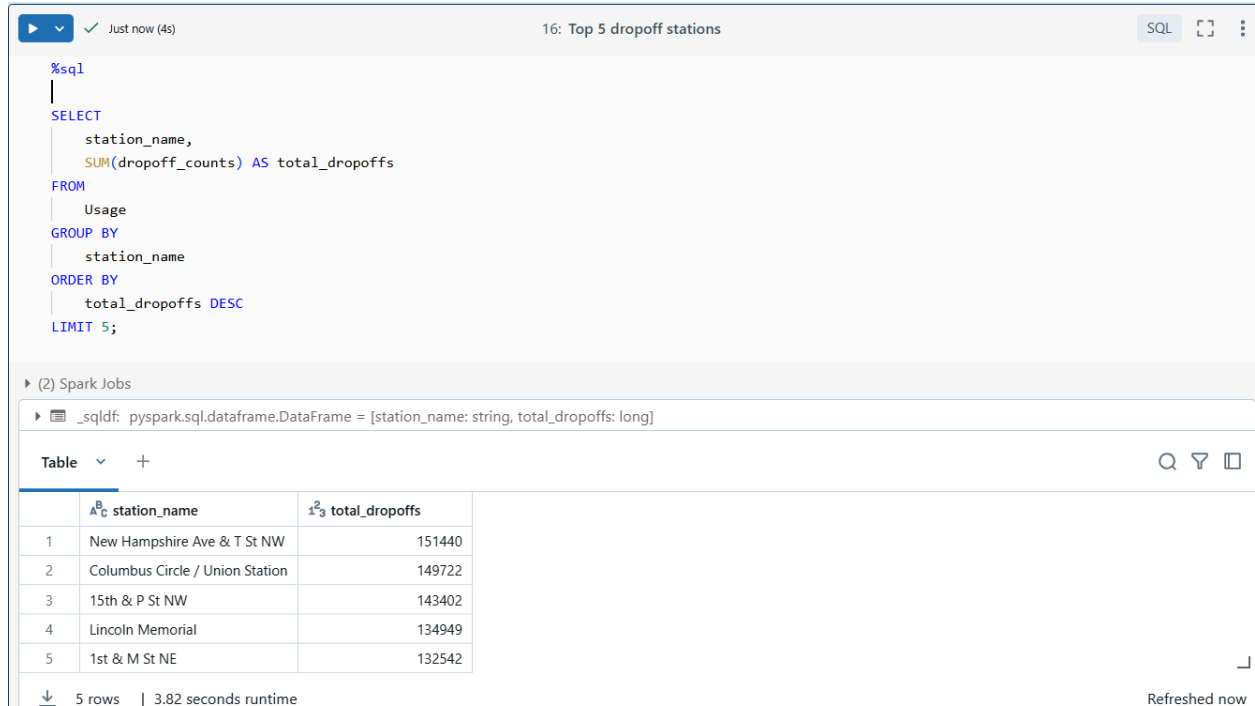 Just now (4s)
16: Top 5 dropoff stations
SQL
%sql
SELECT
station_name,
SUM(dropoff_counts) AS total_dropoffs
FROM
Usage
GROUP BY
station_name
ORDER BY
total_dropoffs DESC
LIMIT 5;
(2) Spark Jobs
_sqldf: pyspark.sql.dataframe.DataFrame = [station_name: string, total_dropoffs: long]
Table
ABC station_name 123 total_dropoffs
1 New Hampshire Ave & T St NW 151440
2 Columbus Circle / Union Station 149722
3 15th & P St NW 143402
4 Lincoln Memorial 134949
5 1st & M St NE 132542
5 rows | 3.82 seconds runtime
Refreshed now